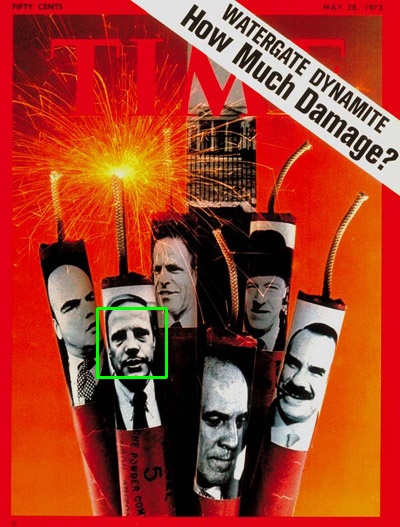 FIFTY CENTS
MAY 28, 1973
TIME
WATERGATE DYNAMITE
How Much Damage?
5